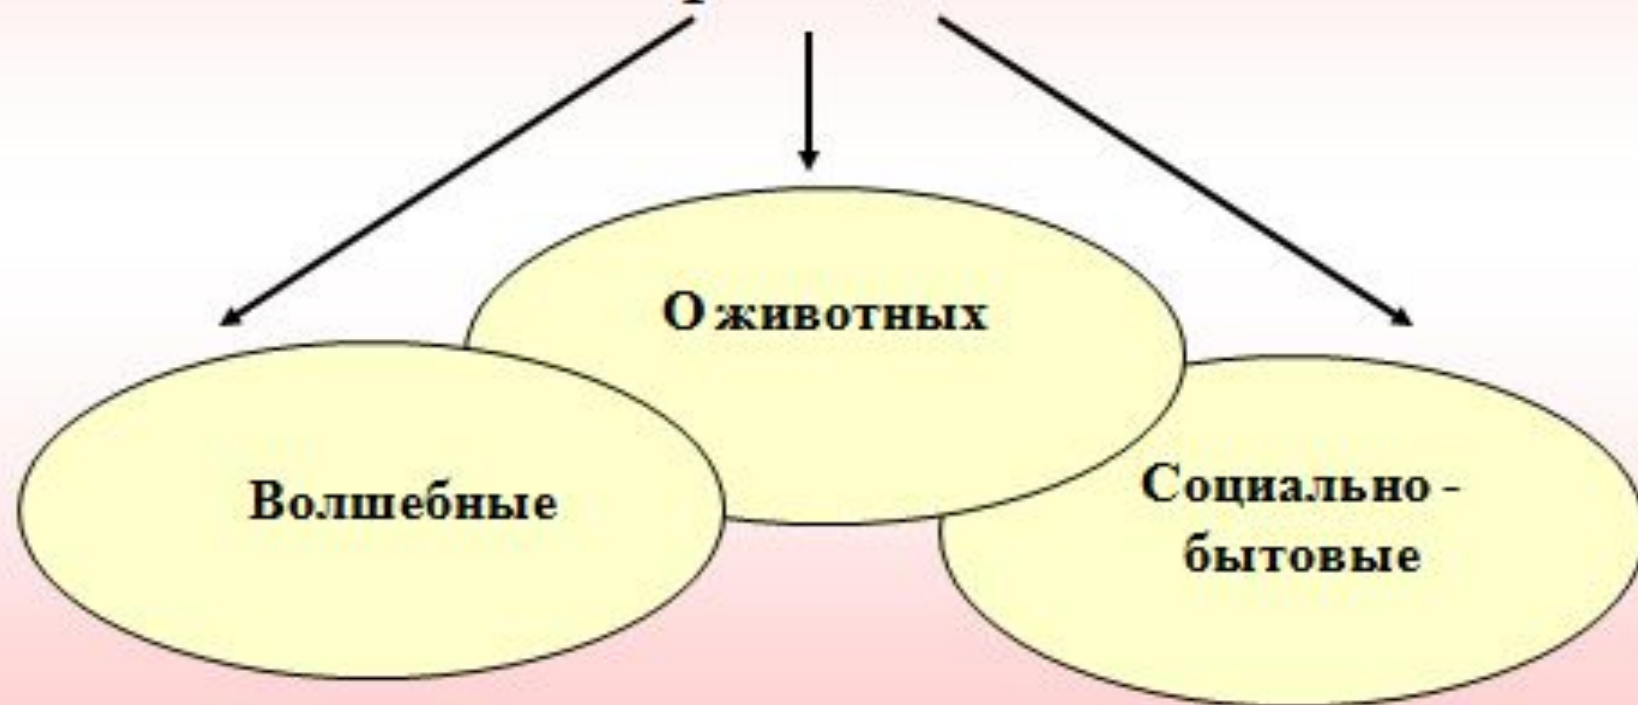 О животных
Волшебные
Социально -
бытовые